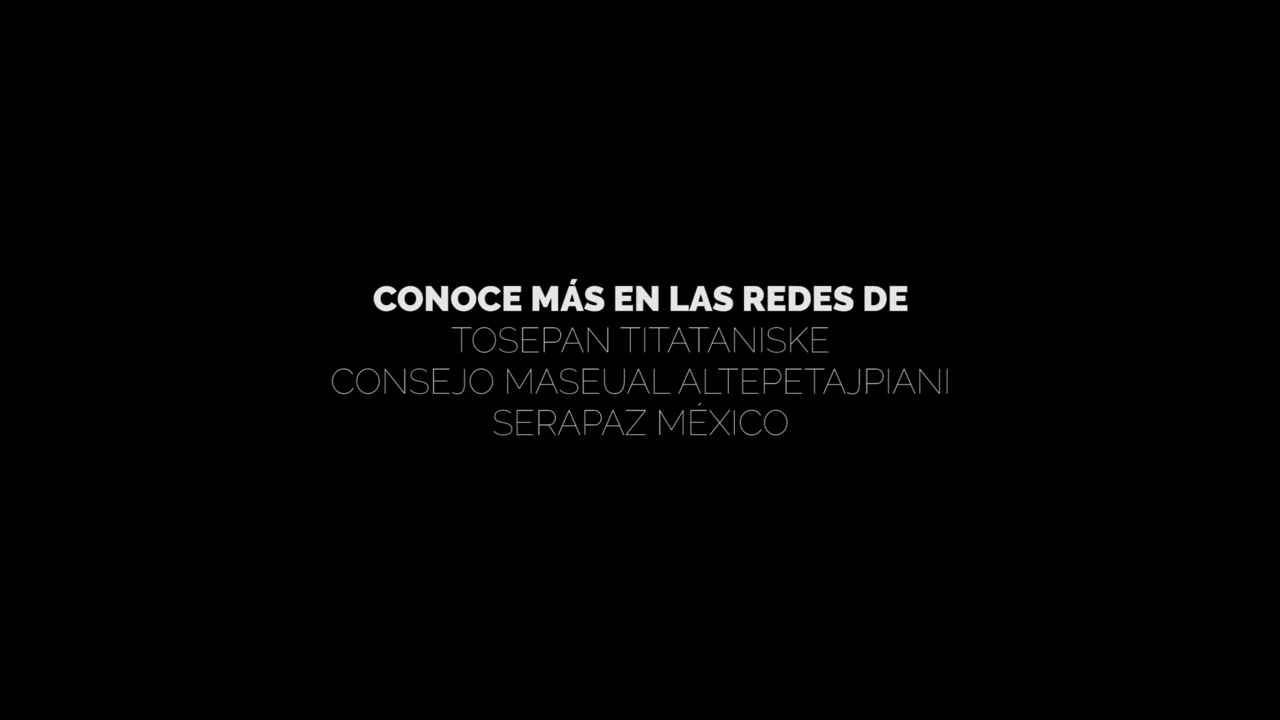 CONOCE MÁS EN LAS REDES DE
TOSEPAN TITATANISKE
CONSEJO MASEUAL ALTEPETAJPIANI
SERAPAZ MÉXICO